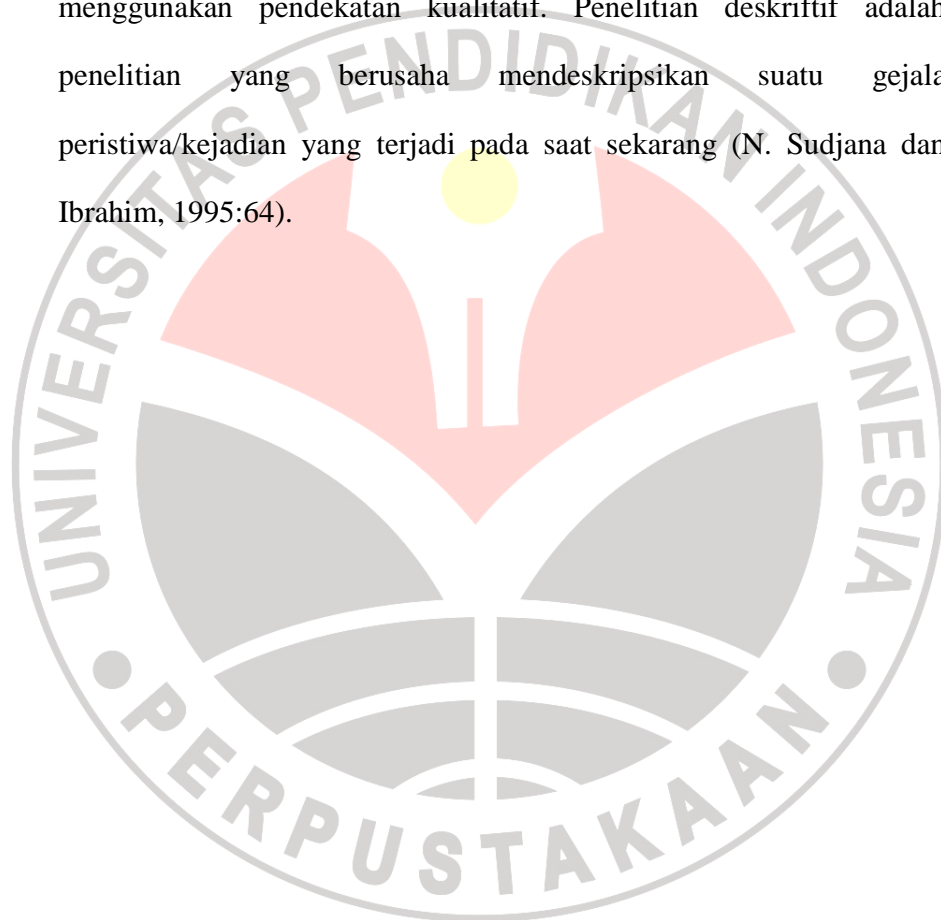 menggunakan pendekatan kualitatif. Penelitian deskriftif adalah
penelitian yang berusaha mendeskripsikan suatu gejala
peristiwa/kejadian yang terjadi pada saat sekarang (N. Sudjana dan
Ibrahim, 1995:64).
UNIVERSITAS PENDIDIKAN INDONESIA
PERPUSTAKAAN